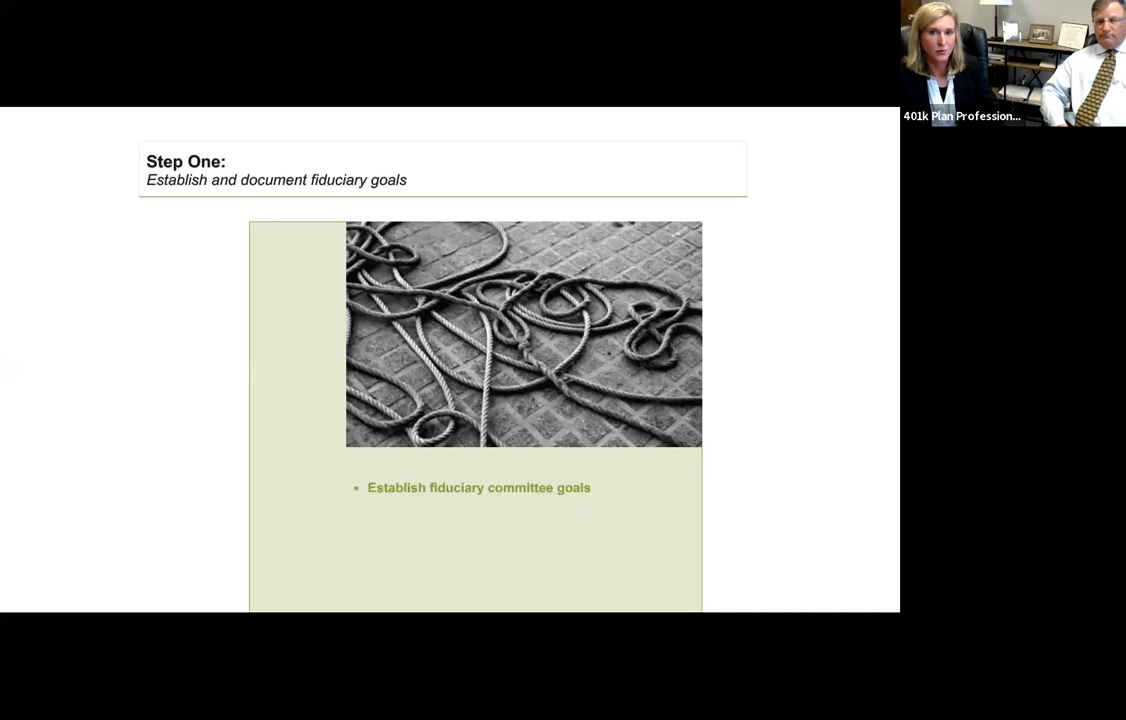 401k Plan Profession...
Step One:
Establish and document fiduciary goals
▪ Establish fiduciary committee goals